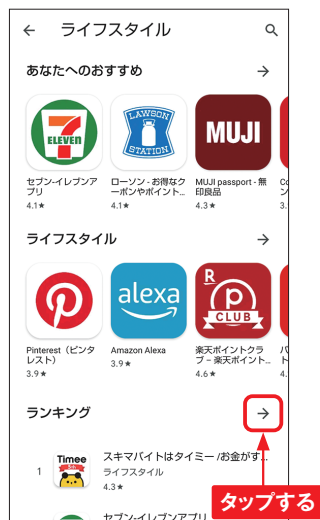 ライフスタイル
あなたへのおすすめ
ELEVEN
LAWSON
STATION
MUJI
セブン-イレブンア
プリ
4.1★
ローソン - お得なク
ーポンやポイント...
4.1★
MUJI passport - 無
印良品
4.3★
ライフスタイル
alexa
R
P
CLUB
Pinterest（ピンタ
レスト）
3.9★
Amazon Alexa
3.9★
楽天ポイントクラ
ブ – 楽天ポイント...
4.6★
ランキング
1
Timee
スキマバイトはタイミー /お金がす...
ライフスタイル
4.3★
タップする
セブン-イレブンアプリ